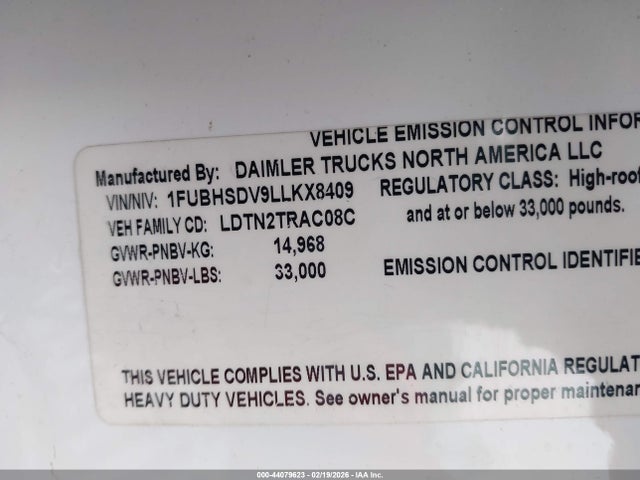 VEHICLE EMISSION CONTROL INFOR
Manufactured By: DAIMLER TRUCKS NORTH AMERICA LLC
VIN/NIV: 1FUBHSDV9LLKX8409 REGULATORY CLASS: High-roof
VEH FAMILY CD: LDTN2TRAC08C and at or below 33,000 pounds.
GVWR-PNBV-KG: 14,968
GVWR-PNBV-LBS: 33,000 EMISSION CONTROL IDENTIFIE
THIS VEHICLE COMPLIES WITH U.S. EPA AND CALIFORNIA REGULAT
HEAVY DUTY VEHICLES. See owner's manual for proper maintenan
000-44079623 - 02/19/2026 - IAA Inc.